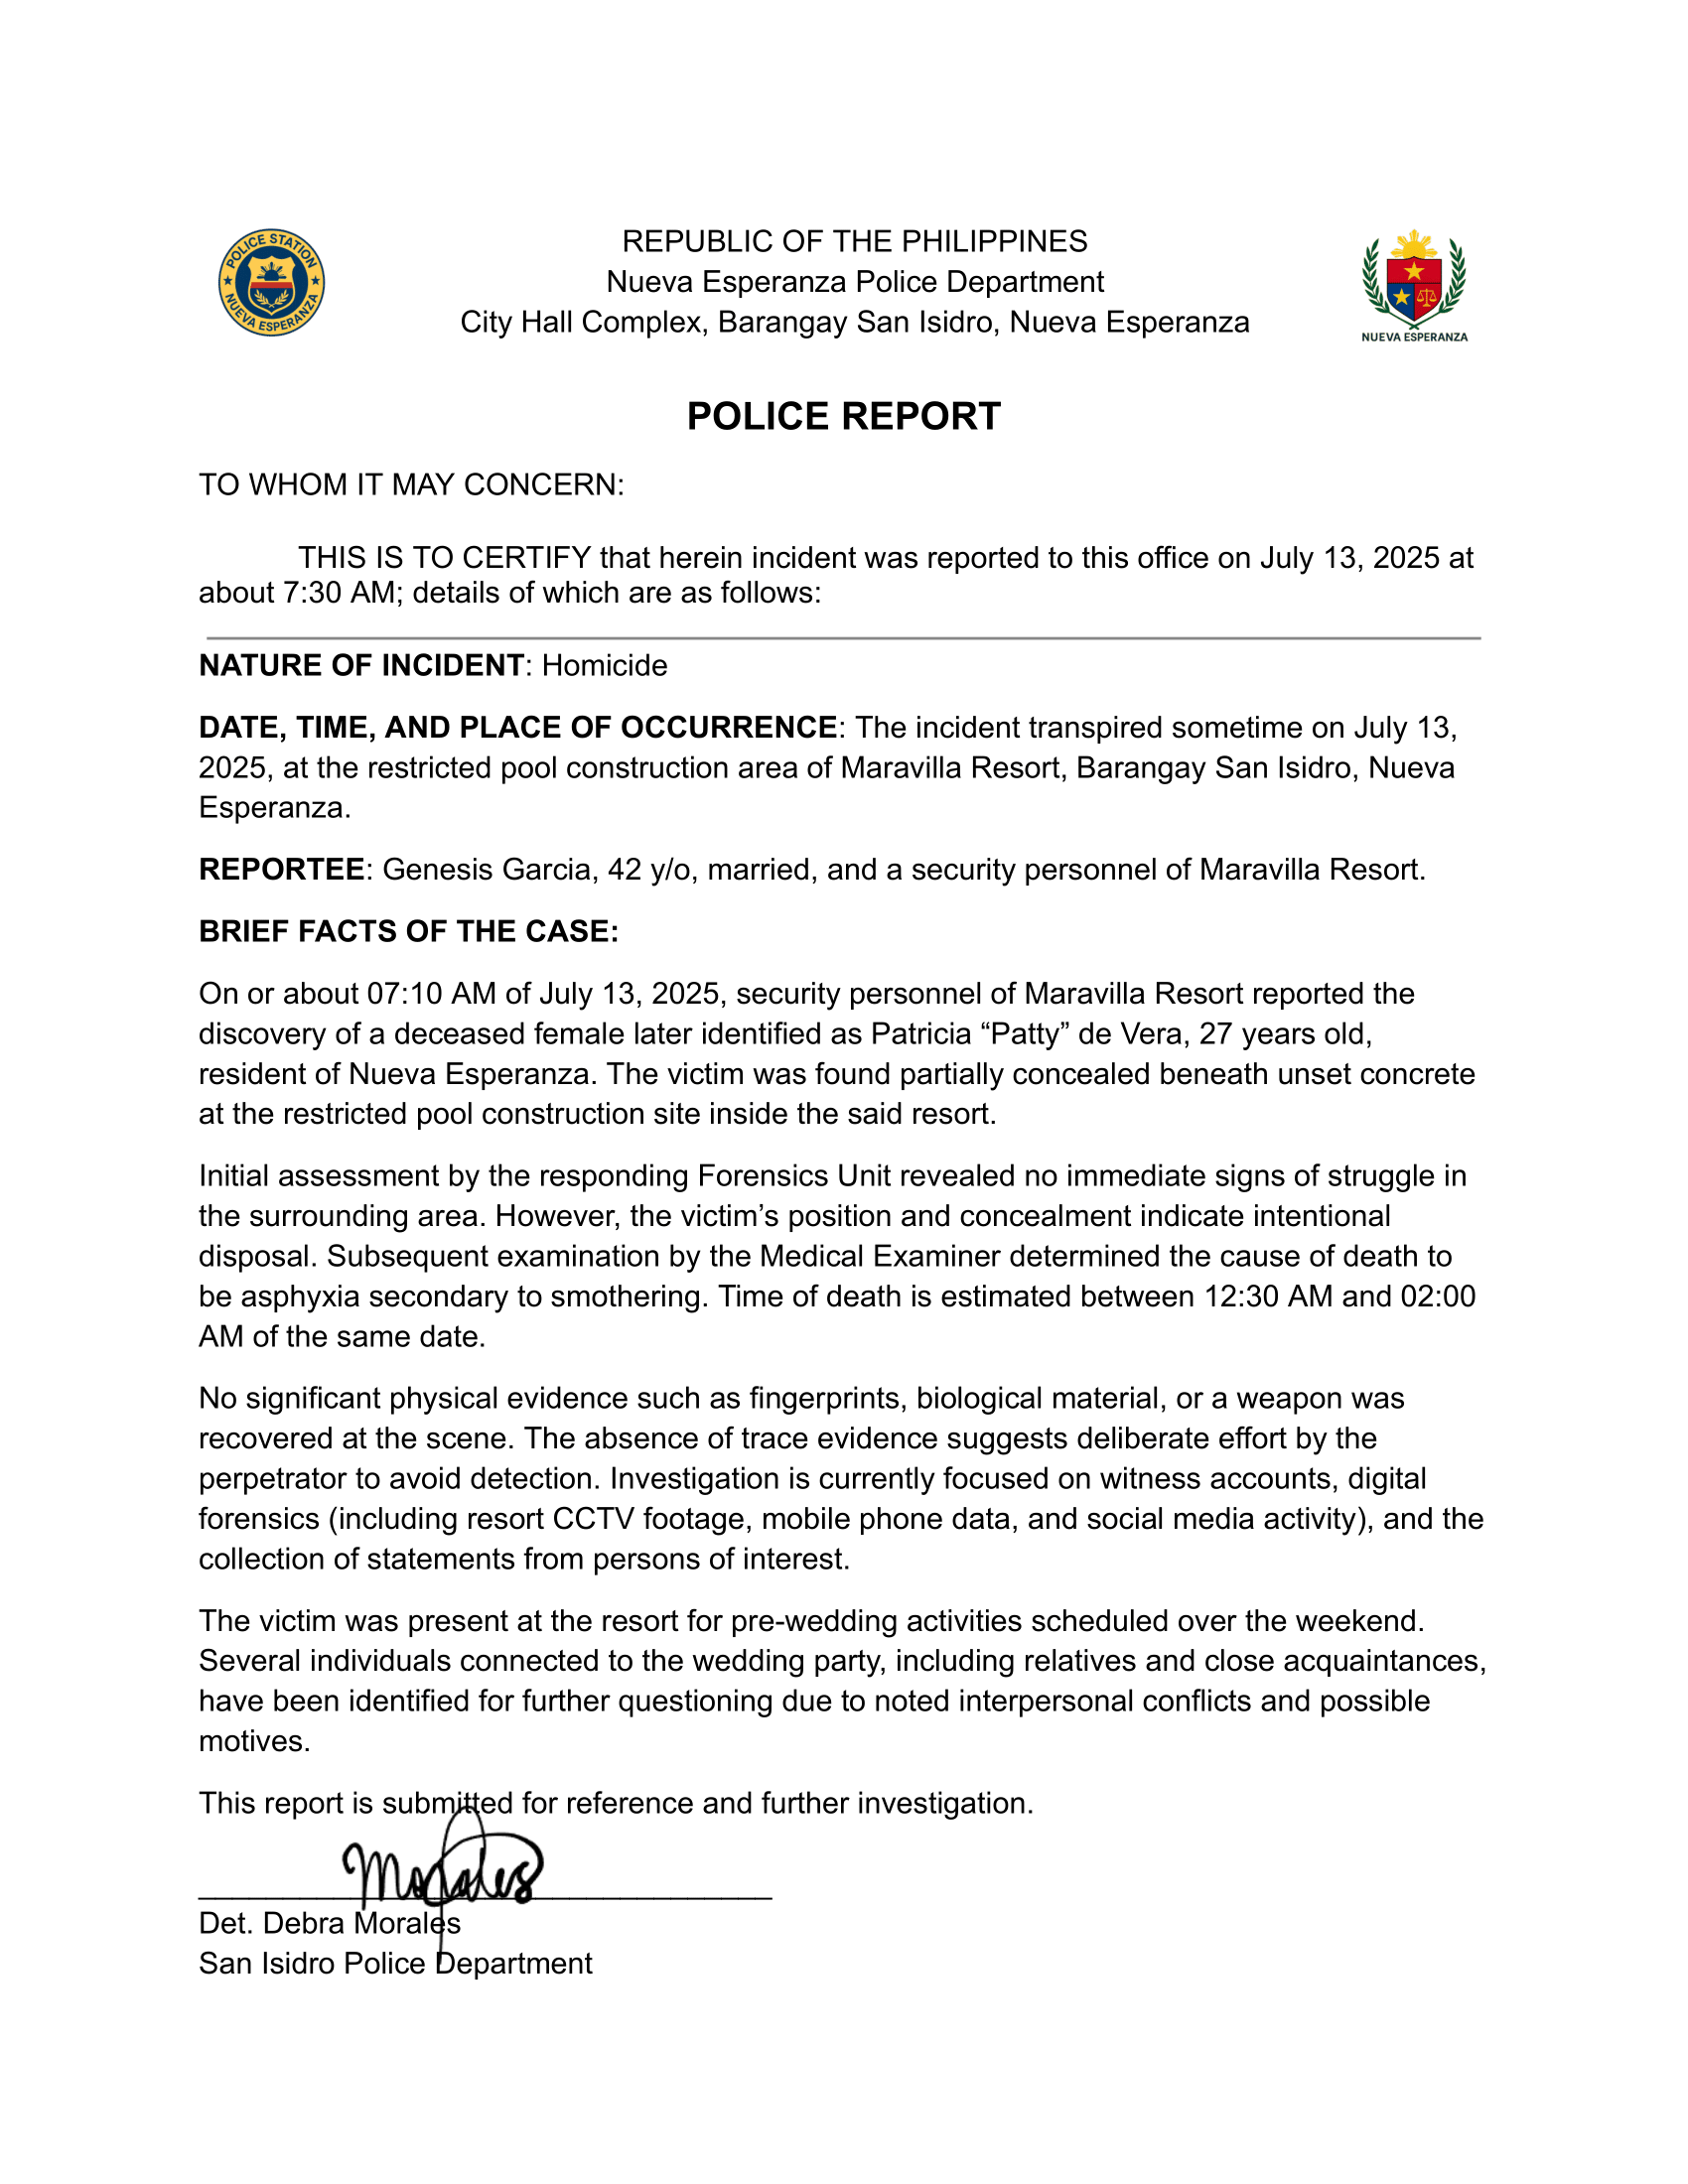 POLICE STATION
NUEVA ESPERANZA
REPUBLIC OF THE PHILIPPINES
Nueva Esperanza Police Department
City Hall Complex, Barangay San Isidro, Nueva Esperanza
NUEVA ESPERANZA
POLICE REPORT
TO WHOM IT MAY CONCERN:
THIS IS TO CERTIFY that herein incident was reported to this office on July 13, 2025 at
about 7:30 AM; details of which are as follows:
NATURE OF INCIDENT: Homicide
DATE, TIME, AND PLACE OF OCCURRENCE: The incident transpired sometime on July 13,
2025, at the restricted pool construction area of Maravilla Resort, Barangay San Isidro, Nueva
Esperanza.
REPORTEE: Genesis Garcia, 42 y/o, married, and a security personnel of Maravilla Resort.
BRIEF FACTS OF THE CASE:
On or about 07:10 AM of July 13, 2025, security personnel of Maravilla Resort reported the
discovery of a deceased female later identified as Patricia “Patty” de Vera, 27 years old,
resident of Nueva Esperanza. The victim was found partially concealed beneath unset concrete
at the restricted pool construction site inside the said resort.
Initial assessment by the responding Forensics Unit revealed no immediate signs of struggle in
the surrounding area. However, the victim’s position and concealment indicate intentional
disposal. Subsequent examination by the Medical Examiner determined the cause of death to
be asphyxia secondary to smothering. Time of death is estimated between 12:30 AM and 02:00
AM of the same date.
No significant physical evidence such as fingerprints, biological material, or a weapon was
recovered at the scene. The absence of trace evidence suggests deliberate effort by the
perpetrator to avoid detection. Investigation is currently focused on witness accounts, digital
forensics (including resort CCTV footage, mobile phone data, and social media activity), and the
collection of statements from persons of interest.
The victim was present at the resort for pre-wedding activities scheduled over the weekend.
Several individuals connected to the wedding party, including relatives and close acquaintances,
have been identified for further questioning due to noted interpersonal conflicts and possible
motives.
This report is submitted for reference and further investigation.
Morales
Det. Debra Morales
San Isidro Police Department